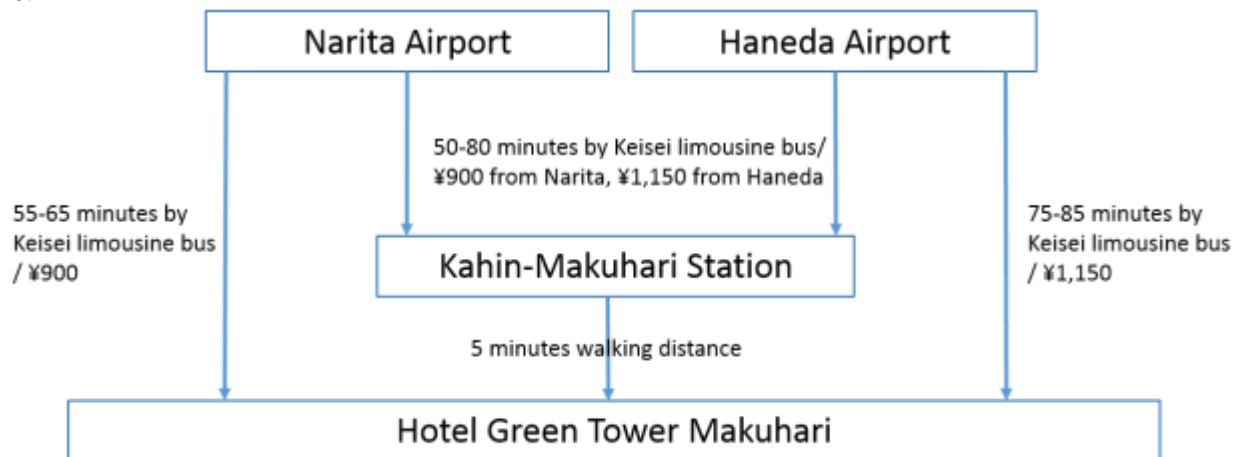 Narita Airport
Haneda Airport
50-80 minutes by Keisei limousine bus/
¥900 from Narita, ¥1,150 from Haneda
55-65 minutes by
Keisei limousine bus
/ ¥900
75-85 minutes by
Keisei limousine bus
/ ¥1,150
Kahin-Makuhari Station
5 minutes walking distance
Hotel Green Tower Makuhari